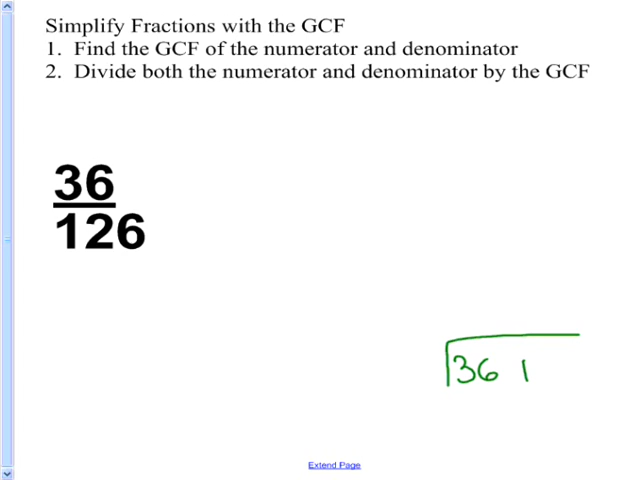 Simplify Fractions with the GCF
1. Find the GCF of the numerator and denominator
2. Divide both the numerator and denominator by the GCF
36
126
36 1
Extend Page